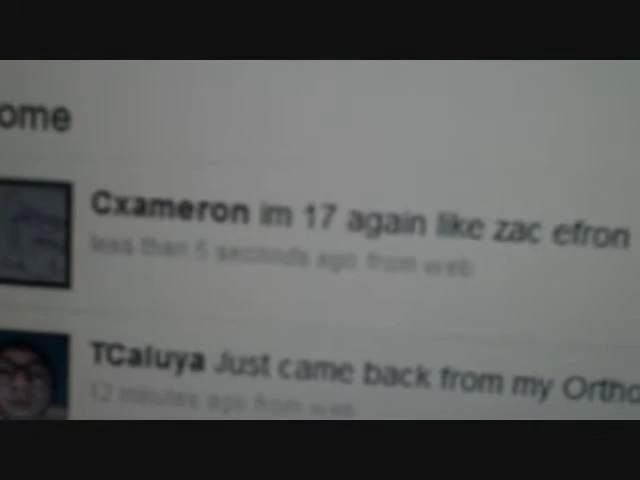 ome
Cxameron im 17 again like zac efron
less than 5 seconds ago from web
TCaluya Just came back from my Ortho
12 minutes ago from web